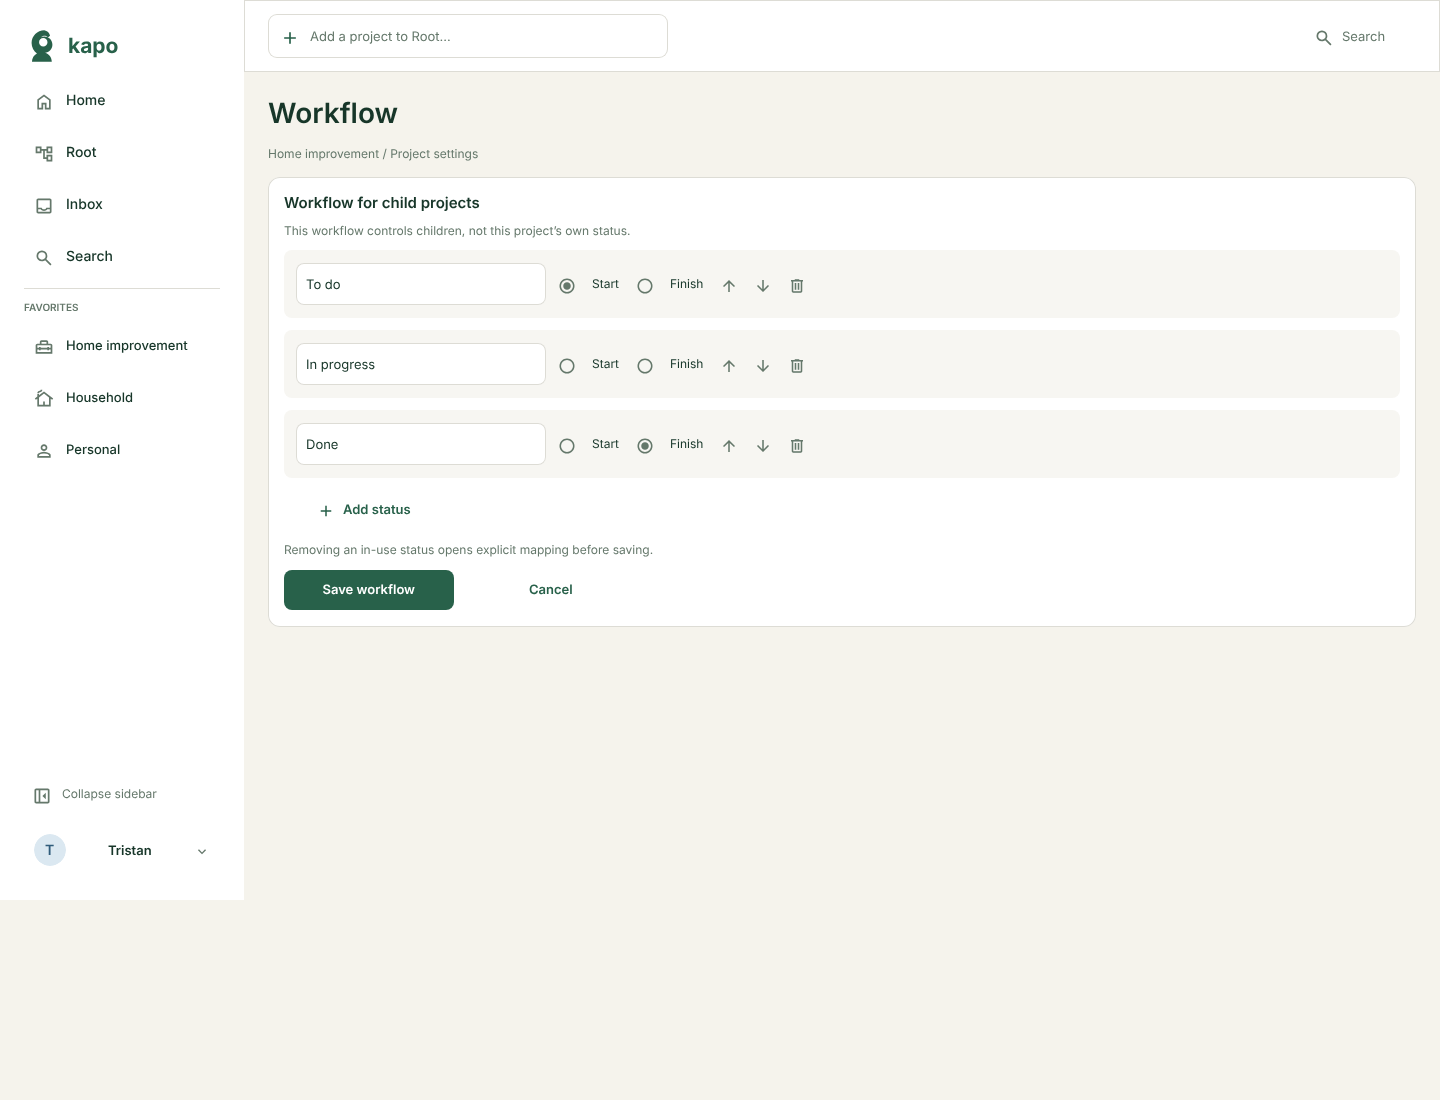 kapo
Home
Root
Inbox
Search
FAVORITES
Home improvement
Household
Personal
Collapse sidebar
T
Tristan
Add a project to Root...
Search
Workflow
Home improvement / Project settings
Workflow for child projects
This workflow controls children, not this project's own status.
To do Start Finish
In progress Start Finish
Done Start Finish
Add status
Removing an in-use status opens explicit mapping before saving.
Save workflow Cancel